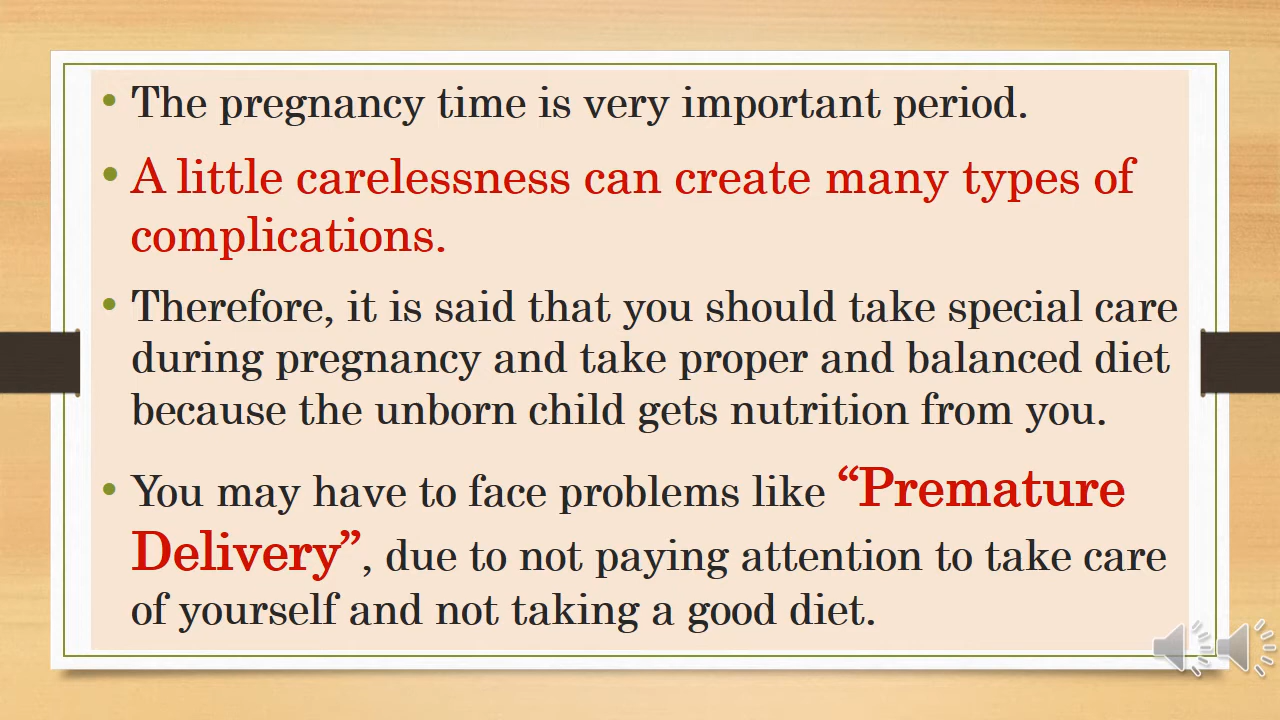 • The pregnancy time is very important period.
• A little carelessness can create many types of
complications.
• Therefore, it is said that you should take special care
during pregnancy and take proper and balanced diet
because the unborn child gets nutrition from you.
• You may have to face problems like “Premature
Delivery”, due to not paying attention to take care
of yourself and not taking a good diet.